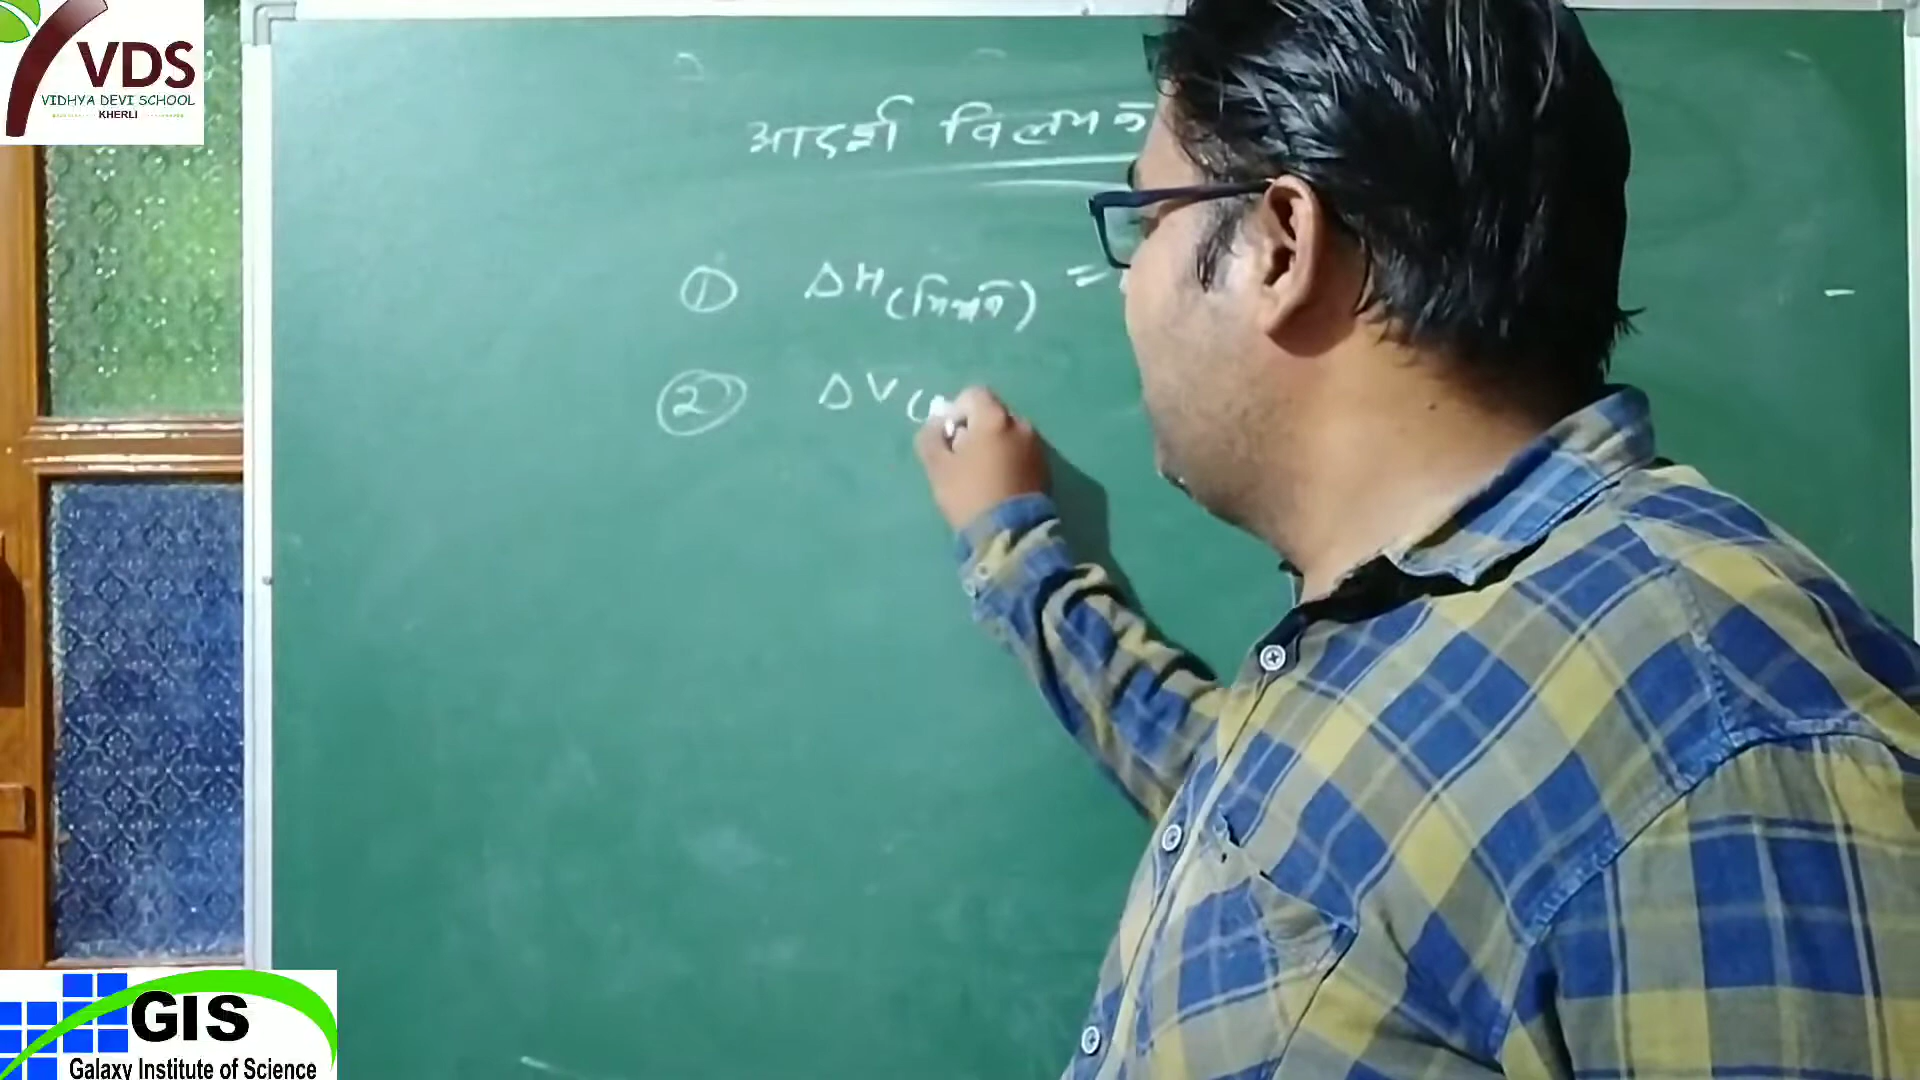 VDS
VIDHYA DEVI SCHOOL
KHERLI
आदर्श विलयन
① ΔH(मिश्रण) =
② ΔV(
GIS
Galaxy Institute of Science